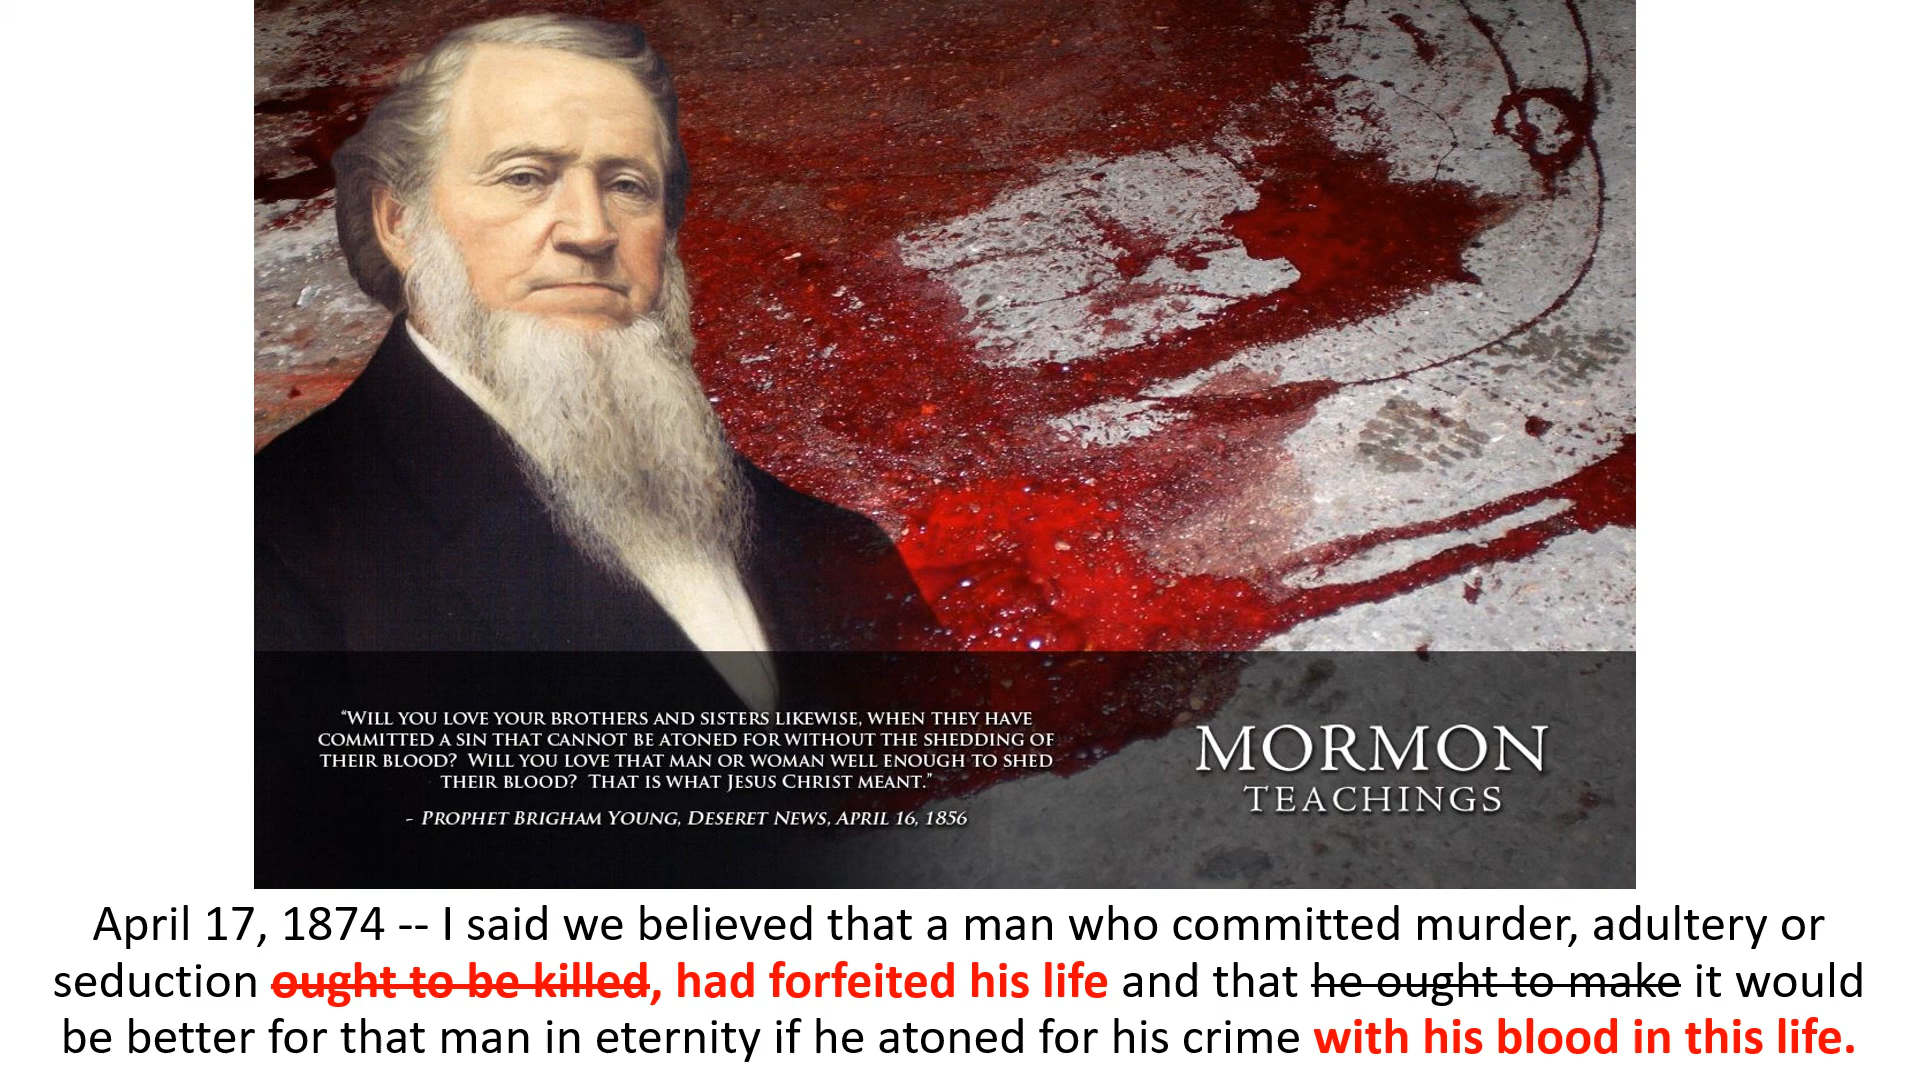 “Will you love your brothers and sisters likewise, when they have
committed a sin that cannot be atoned for without the shedding of
their blood?  Will you love that man or woman well enough to shed
their blood?  That is what Jesus Christ meant.”
- Prophet Brigham Young, Deseret News, April 16, 1856
MORMON
TEACHINGS
April 17, 1874 -- I said we believed that a man who committed murder, adultery or
seduction ought to be killed, had forfeited his life and that he ought to make it would
be better for that man in eternity if he atoned for his crime with his blood in this life.